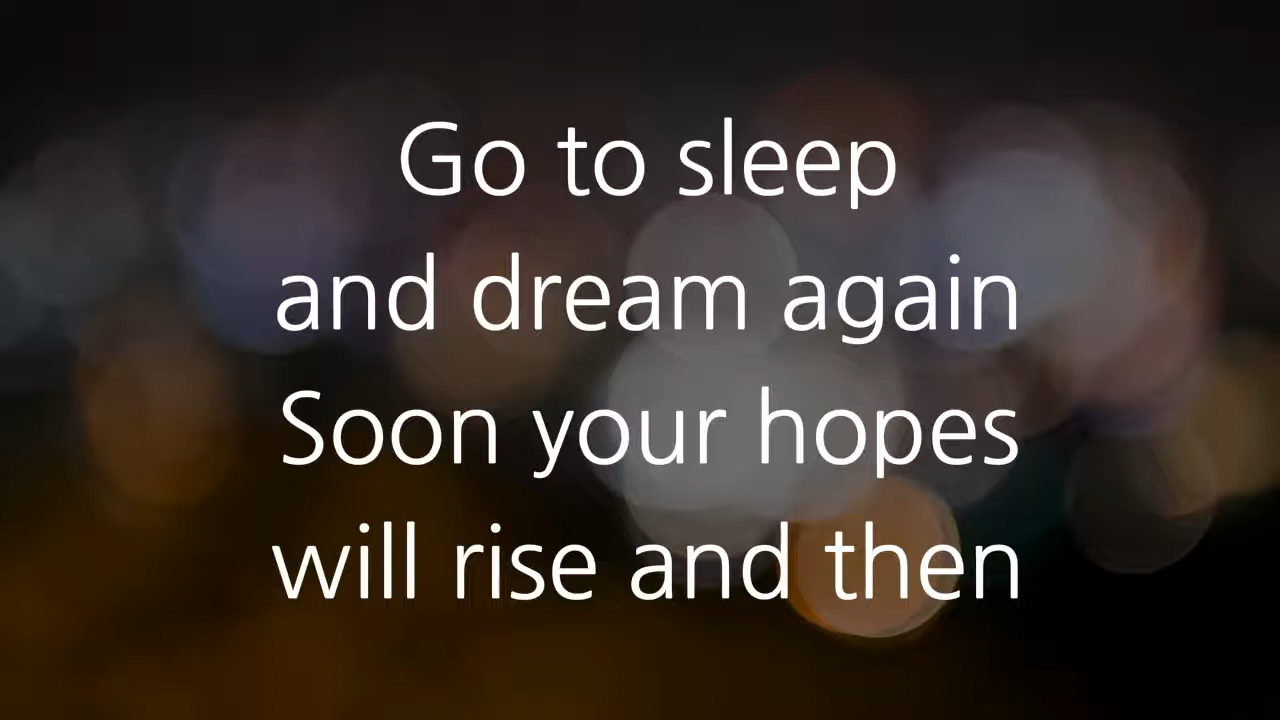 Go to sleep
and dream again
Soon your hopes
will rise and then